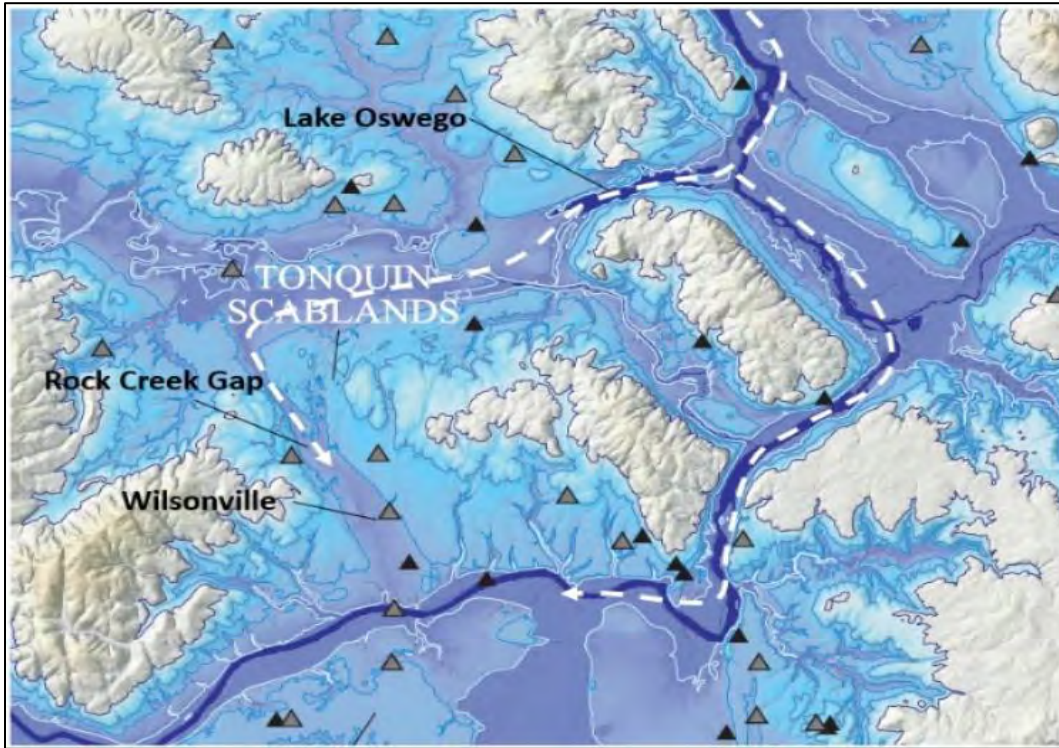 Lake Oswego
TONQUIN
SCABLANDS
Rock Creek Gap
Wilsonville